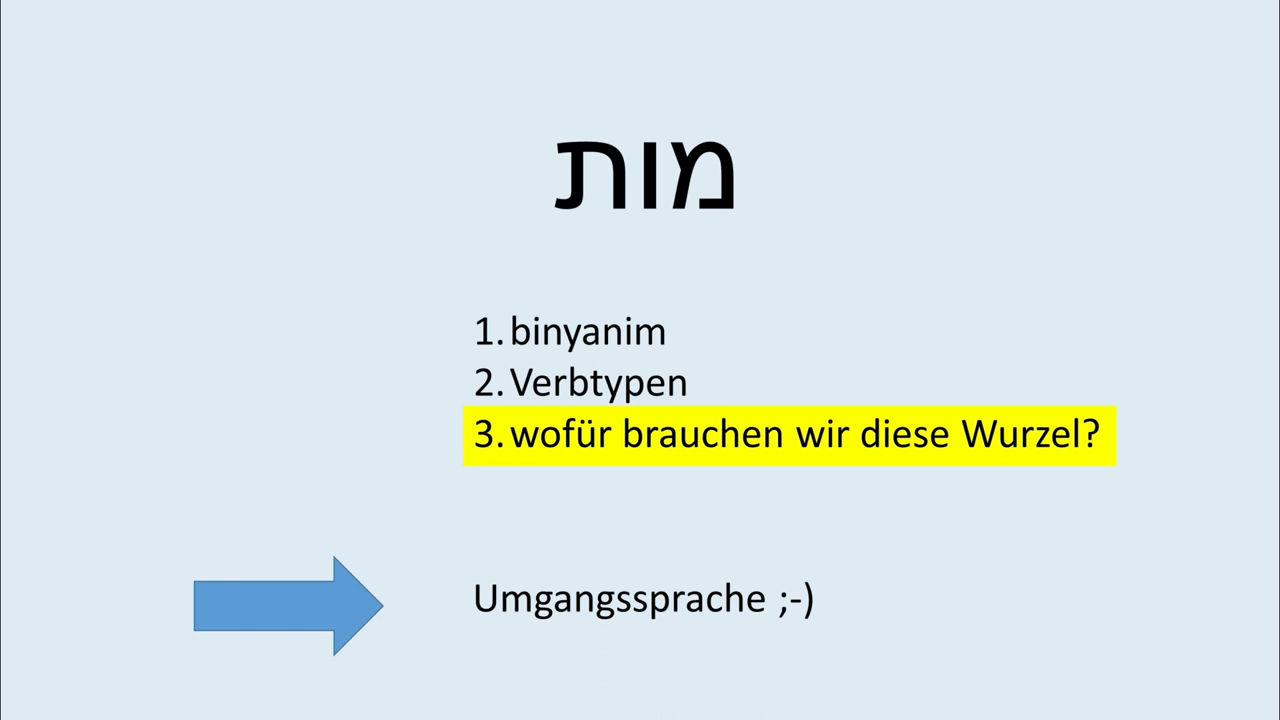 מות
1. binyanim
2. Verbtypen
3. wofür brauchen wir diese Wurzel?
Umgangssprache ;-)